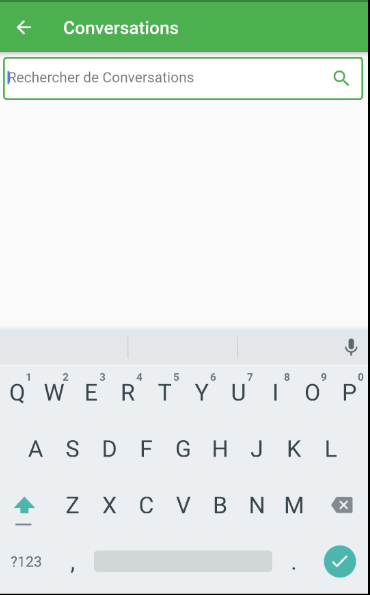 Conversations
Rechercher de Conversations
1 2 3 4 5 6 7 8 9 0
Q W E R T Y U I O P
A S D F G H J K L
Z X C V B N M
?123 , .